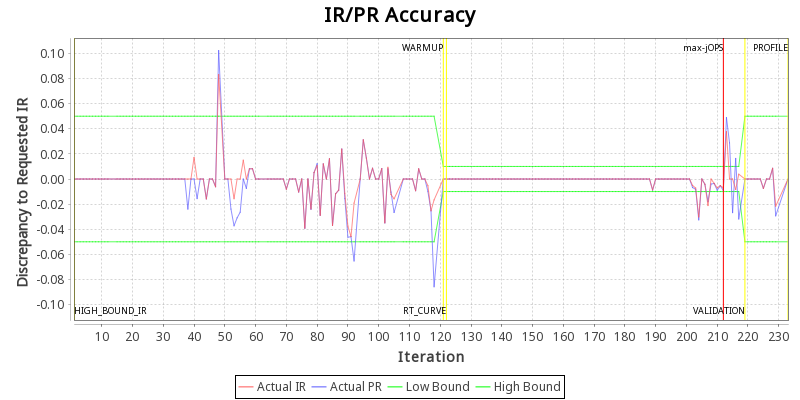 IR/PR Accuracy
Discrepancy to Requested IR
0.10
0.08
0.06
0.04
0.02
0.00
-0.02
-0.04
-0.06
-0.08
-0.10
WARMUP
max-jOPS
PROFILE
HIGH_BOUND_IR
RT_CURVE
VALIDATION
10 20 30 40 50 60 70 80 90 100 110 120 130 140 150 160 170 180 190 200 210 220 230
Iteration
Actual IR Actual PR Low Bound High Bound